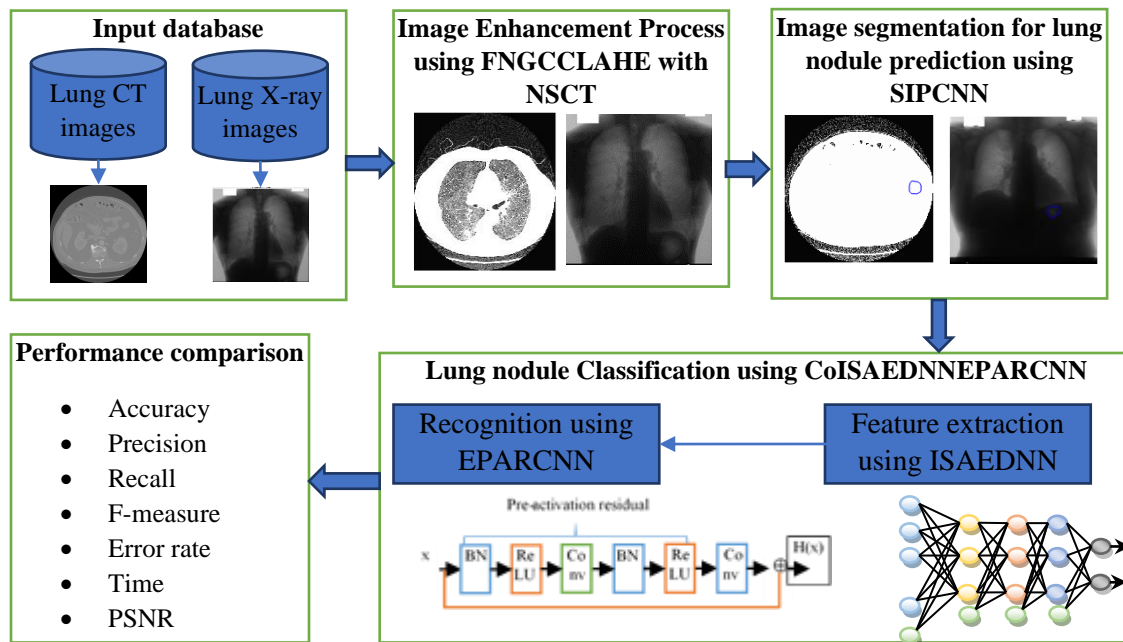 Input database
Lung CT
images
Lung X-ray
images
Image Enhancement Process
using FNGCCLAHE with
NSCT
Image segmentation for lung
nodule prediction using
SIPCNN
Lung nodule Classification using CoISAEDNNEPARCNN
Feature extraction
using ISAEDNN
Recognition using
EPARCNN
Pre-activation residual
x
BN
Re
LU
Co
nv
BN
Re
LU
Co
nv
H(x)
Performance comparison
• Accuracy
• Precision
• Recall
• F-measure
• Error rate
• Time
• PSNR